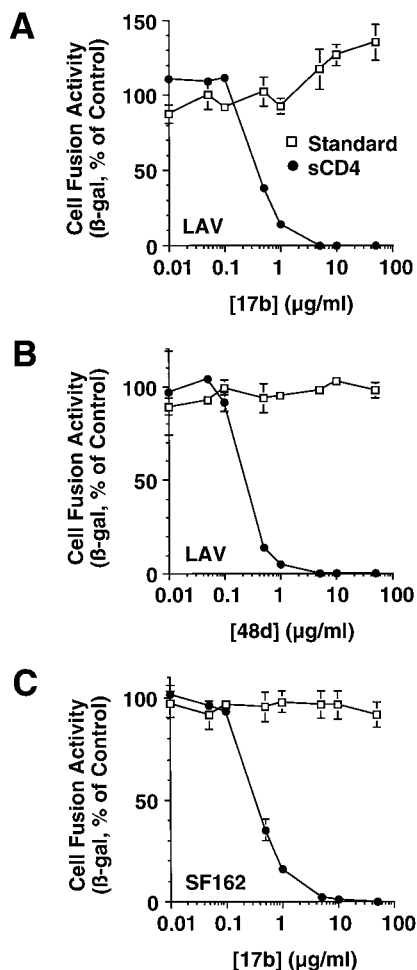 A
Cell Fusion Activity
(ß-gal, % of Control)
150
100
50
0
Standard
sCD4
LAV
0.01 0.1 1 10 100
[17b] (µg/ml)
B
Cell Fusion Activity
(ß-gal, % of Control)
100
50
0
LAV
0.01 0.1 1 10 100
[48d] (µg/ml)
C
Cell Fusion Activity
(ß-gal, % of Control)
100
50
0
SF162
0.01 0.1 1 10 100
[17b] (µg/ml)